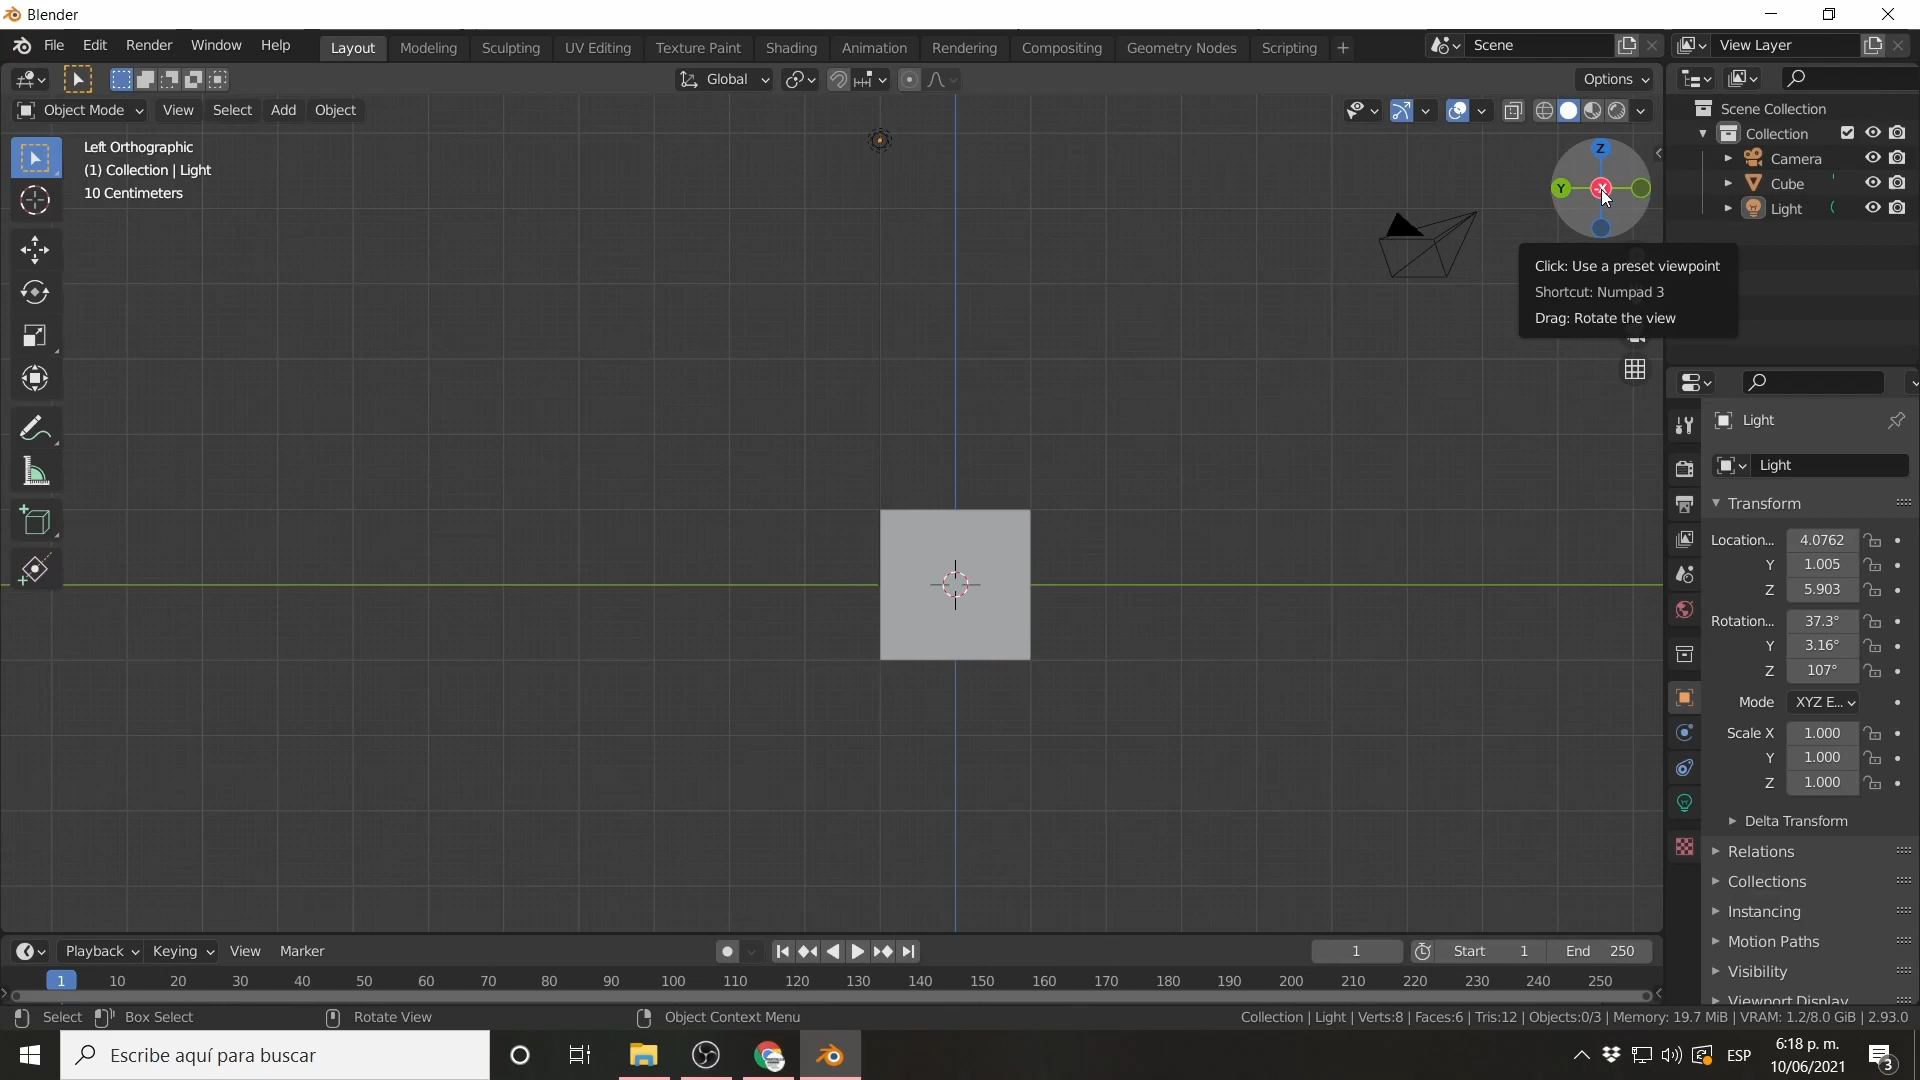 Blender
File Edit Render Window Help Layout Modeling Sculpting UV Editing Texture Paint Shading Animation Rendering Compositing Geometry Nodes Scripting + Scene View Layer
Global Options
Object Mode View Select Add Object
Left Orthographic
(1) Collection | Light
10 Centimeters
Z
Y
-X
Click: Use a preset viewpoint
Shortcut: Numpad 3
Drag: Rotate the view
Scene Collection
Collection
Camera
Cube
Light
Light
Light
Transform
Location... 4.0762
Y 1.005
Z 5.903
Rotation... 37.3°
Y 3.16°
Z 107°
Mode XYZ E...
Scale X 1.000
Y 1.000
Z 1.000
Delta Transform
Relations
Collections
Instancing
Motion Paths
Visibility
Viewport Display
Playback Keying View Marker 1 Start 1 End 250
1 10 20 30 40 50 60 70 80 90 100 110 120 130 140 150 160 170 180 190 200 210 220 230 240 250
Select Box Select Rotate View Object Context Menu Collection | Light | Verts:8 | Faces:6 | Tris:12 | Objects:0/3 | Memory: 19.7 MiB | VRAM: 1.2/8.0 GiB | 2.93.0
Escribe aquí para buscar
ESP
6:18 p. m.
10/06/2021
3